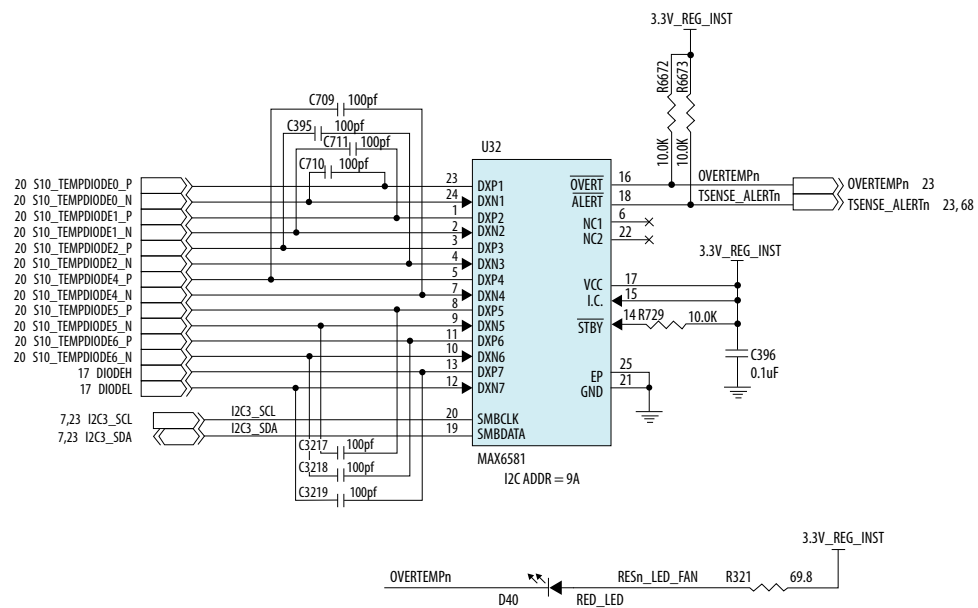 3.3V_REG_INST
R6672
R6673
10.0K
10.0K
C709 100pf
C395 100pf
C711 100pf
C710 100pf
U32
20 S10_TEMPDIODE0_P 23 DXP1
20 S10_TEMPDIODE0_N 24 DXN1
20 S10_TEMPDIODE1_P 1 DXP2
20 S10_TEMPDIODE1_N 2 DXN2
20 S10_TEMPDIODE2_P 3 DXP3
20 S10_TEMPDIODE2_N 4 DXN3
20 S10_TEMPDIODE4_P 5 DXP4
20 S10_TEMPDIODE4_N 7 DXN4
20 S10_TEMPDIODE5_P 8 DXP5
20 S10_TEMPDIODE5_N 9 DXN5
20 S10_TEMPDIODE6_P 11 DXP6
20 S10_TEMPDIODE6_N 10 DXN6
17 DIODEH 13 DXP7
17 DIODEL 12 DXN7
7,23 I2C3_SCL I2C3_SCL 20 SMBCLK
7,23 I2C3_SDA I2C3_SDA 19 SMBDATA
OVERT 16 OVERTEMPn OVERTEMPn 23
ALERT 18 TSENSE_ALERTn TSENSE_ALERTn 23,68
NC1 6
NC2 22
3.3V_REG_INST
VCC 17
I.C. 15
STBY 14 R729 10.0K
C396
0.1uF
EP 25
GND 21
C3217 100pf
C3218 100pf
C3219 100pf
MAX6581
I2C ADDR = 9A
3.3V_REG_INST
OVERTEMPn D40 RED_LED RESn_LED_FAN R321 69.8